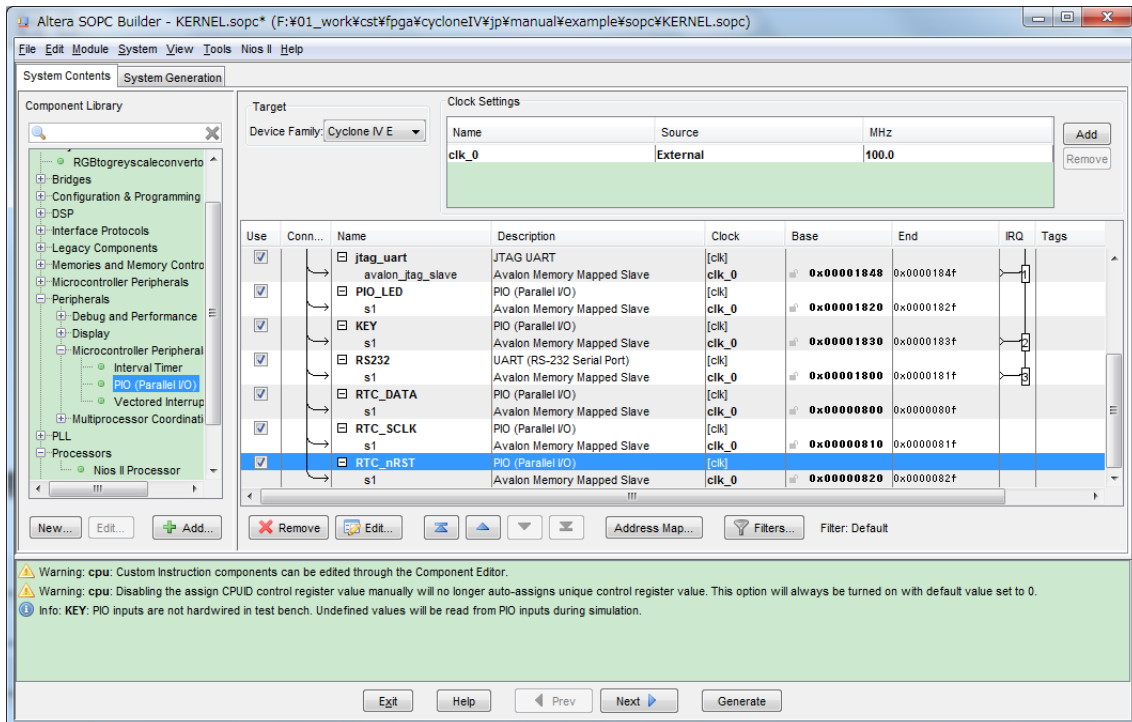 Altera SOPC Builder - KERNEL.sopc* (F:¥01_work¥cst¥fpga¥cycloneIV¥jp¥manual¥example¥sopc¥KERNEL.sopc)
File Edit Module System View Tools Nios II Help
System Contents System Generation
Component Library
RGBtogreyscaleconverto
Bridges
Configuration & Programming
DSP
Interface Protocols
Legacy Components
Memories and Memory Contro
Microcontroller Peripherals
Peripherals
Debug and Performance
Display
Microcontroller Peripheral
Interval Timer
PIO (Parallel I/O)
Vectored Interrup
Multiprocessor Coordinati
PLL
Processors
Nios II Processor
New... Edit... Add...
Target
Device Family: Cyclone IV E
Clock Settings
Name Source MHz
clk_0 External 100.0
Add
Remove
Use Conn... Name Description Clock Base End IRQ Tags
jtag_uart JTAG UART [clk]
avalon_jtag_slave Avalon Memory Mapped Slave clk_0 0x00001848 0x0000184f 1
PIO_LED PIO (Parallel I/O) [clk]
s1 Avalon Memory Mapped Slave clk_0 0x00001820 0x0000182f
KEY PIO (Parallel I/O) [clk]
s1 Avalon Memory Mapped Slave clk_0 0x00001830 0x0000183f 2
RS232 UART (RS-232 Serial Port) [clk]
s1 Avalon Memory Mapped Slave clk_0 0x00001800 0x0000181f 3
RTC_DATA PIO (Parallel I/O) [clk]
s1 Avalon Memory Mapped Slave clk_0 0x00000800 0x0000080f
RTC_SCLK PIO (Parallel I/O) [clk]
s1 Avalon Memory Mapped Slave clk_0 0x00000810 0x0000081f
RTC_nRST PIO (Parallel I/O) [clk]
s1 Avalon Memory Mapped Slave clk_0 0x00000820 0x0000082f
Remove Edit... Address Map... Filters... Filter: Default
Warning: cpu: Custom Instruction components can be edited through the Component Editor.
Warning: cpu: Disabling the assign CPUID control register value manually will no longer auto-assigns unique control register value. This option will always be turned on with default value set to 0.
Info: KEY: PIO inputs are not hardwired in test bench. Undefined values will be read from PIO inputs during simulation.
Exit Help Prev Next Generate